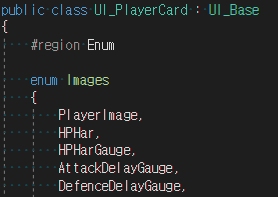 public class UI_PlayerCard : UI_Base
{
#region Enum
enum Images
{
PlayerImage,
HPHar,
HPHarGauge,
AttackDelayGauge,
DefenceDelayGauge,